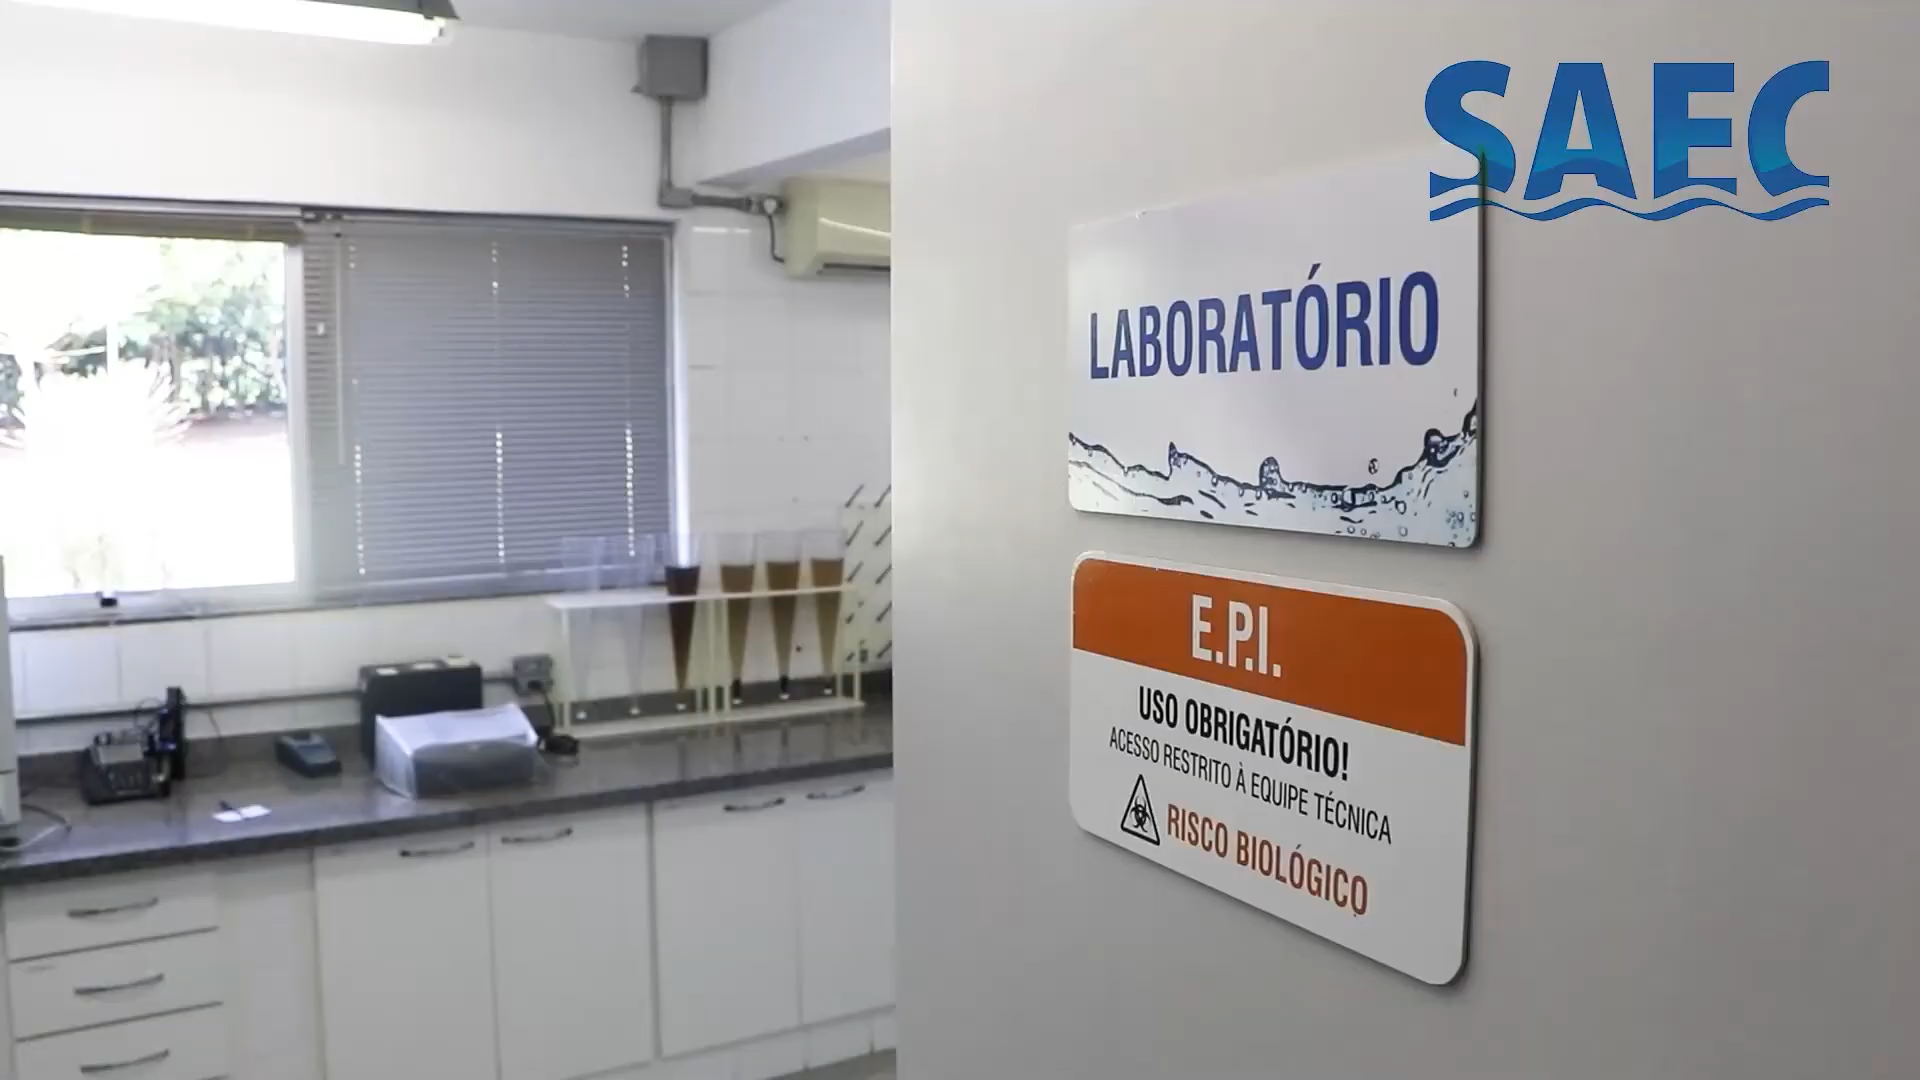 SAEC
LABORATÓRIO
E.P.I.
USO OBRIGATÓRIO!
ACESSO RESTRITO À EQUIPE TÉCNICA
RISCO BIOLÓGICO